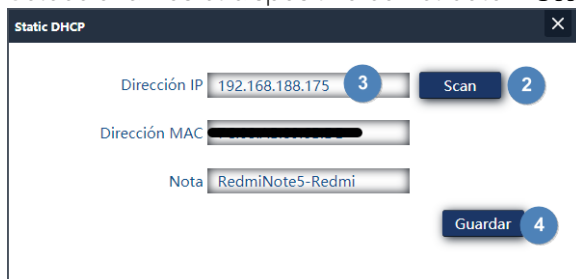 Static DHCP
Dirección IP 192.168.188.175 3 Scan 2
Dirección MAC
Nota RedmiNote5-Redmi
Guardar 4